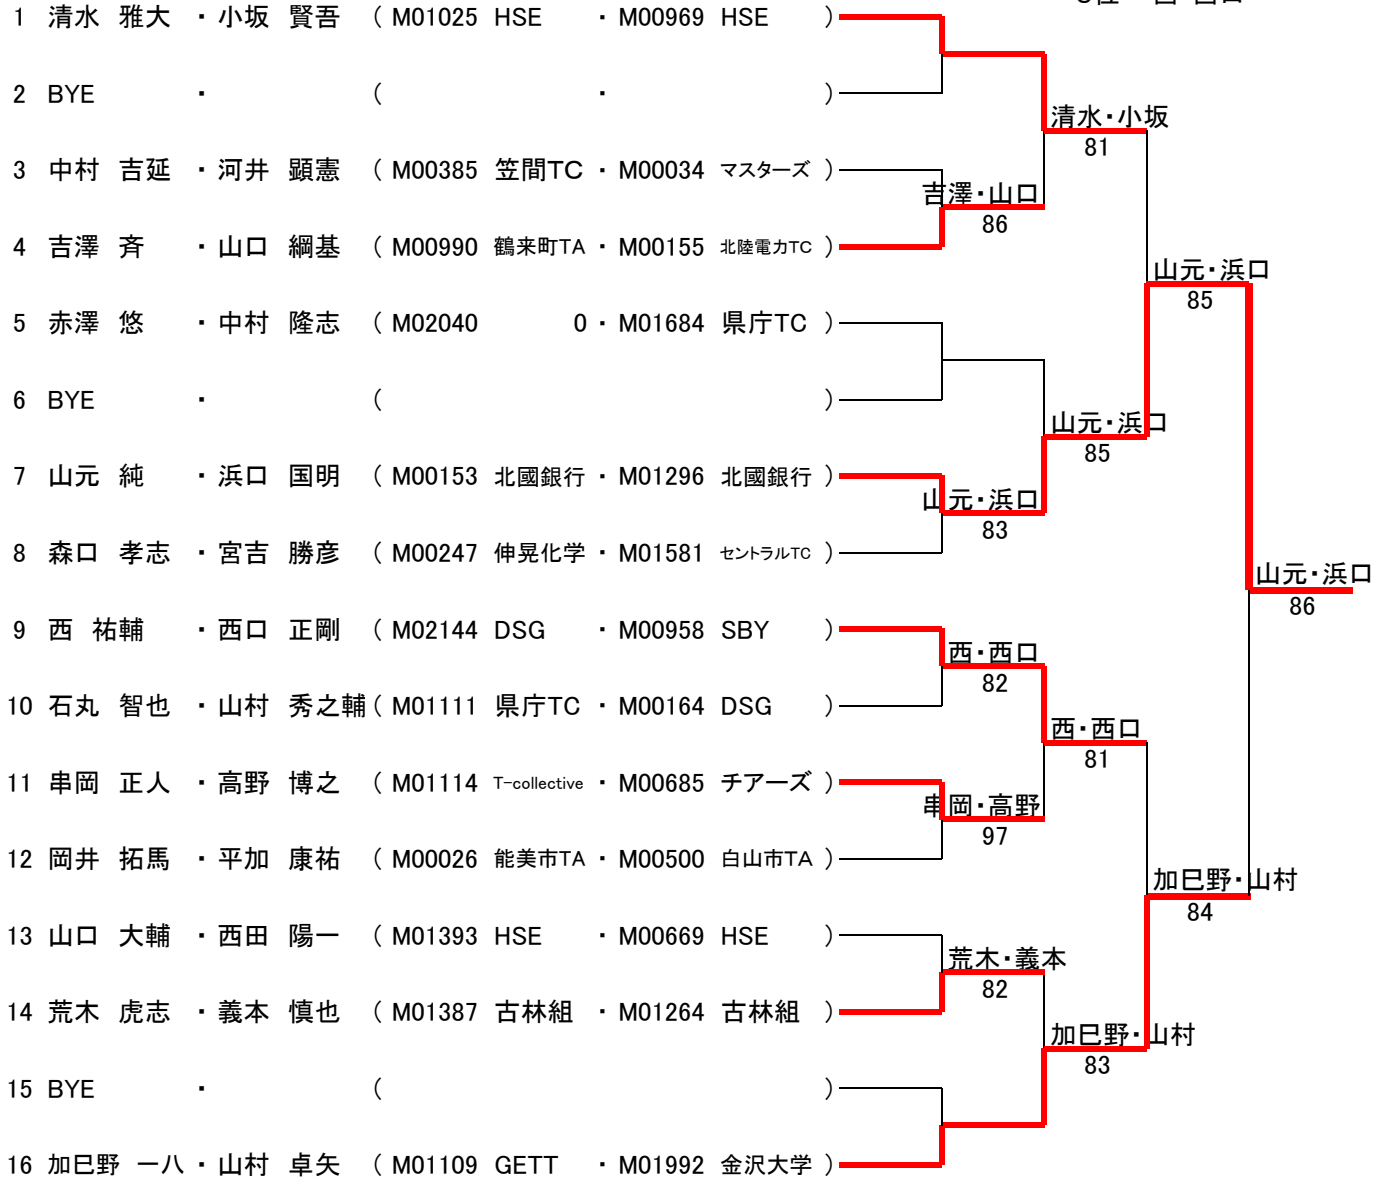 1 清水 雅大 ・ 小坂 賢吾 ( M01025 HSE ・ M00969 HSE )
2 BYE ・ ( ・ )
清水・小坂
81
3 中村 吉延 ・ 河井 顕憲 ( M00385 笠間TC ・ M00034 マスターズ )
吉澤・山口
86
4 吉澤 斉 ・ 山口 綱基 ( M00990 鶴来町TA ・ M00155 北陸電力TC )
山元・浜口
85
5 赤澤 悠 ・ 中村 隆志 ( M02040 0 ・ M01684 県庁TC )
6 BYE ・ ( )
山元・浜口
85
7 山元 純 ・ 浜口 国明 ( M00153 北國銀行 ・ M01296 北國銀行 )
山元・浜口
83
8 森口 孝志 ・ 宮吉 勝彦 ( M00247 伸晃化学 ・ M01581 セントラルTC )
山元・浜口
86
9 西 祐輔 ・ 西口 正剛 ( M02144 DSG ・ M00958 SBY )
西・西口
82
10 石丸 智也 ・ 山村 秀之輔 ( M01111 県庁TC ・ M00164 DSG )
西・西口
81
11 串岡 正人 ・ 高野 博之 ( M01114 T-collective ・ M00685 チアーズ )
串岡・高野
97
12 岡井 拓馬 ・ 平加 康祐 ( M00026 能美市TA ・ M00500 白山市TA )
加巳野・山村
84
13 山口 大輔 ・ 西田 陽一 ( M01393 HSE ・ M00669 HSE )
荒木・義本
82
14 荒木 虎志 ・ 義本 慎也 ( M01387 古林組 ・ M01264 古林組 )
加巳野・山村
83
15 BYE ・ ( )
16 加巳野 一八 ・ 山村 卓矢 ( M01109 GETT ・ M01992 金沢大学 )